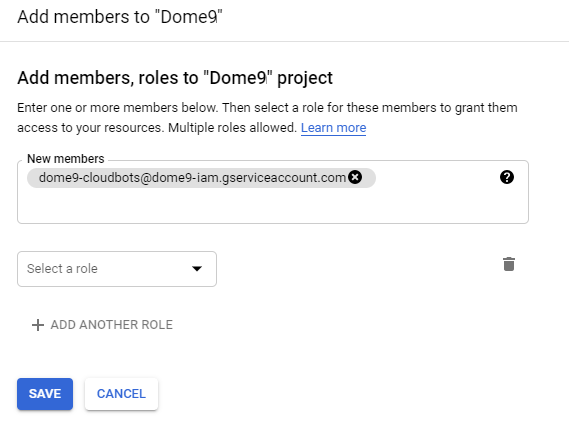 Add members to "Dome9"
Add members, roles to "Dome9" project
Enter one or more members below. Then select a role for these members to grant them
access to your resources. Multiple roles allowed. Learn more
New members
dome9-cloudbots@dome9-iam.gserviceaccount.com
Select a role
ADD ANOTHER ROLE
SAVE CANCEL